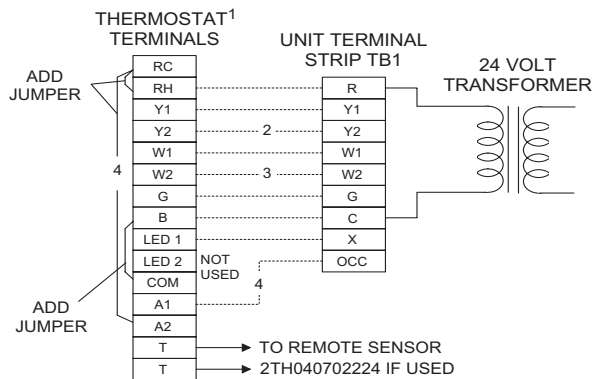 THERMOSTAT¹
TERMINALS
UNIT TERMINAL
STRIP TB1
24 VOLT
TRANSFORMER
ADD
JUMPER
RC
RH R
Y1 Y1
Y2 2 Y2
W1 W1
4 W2 3 W2
G G
B C
LED 1 X
LED 2 NOT
USED OCC
COM 4
A1
ADD
JUMPER
A2
T TO REMOTE SENSOR
T 2TH040702224 IF USED